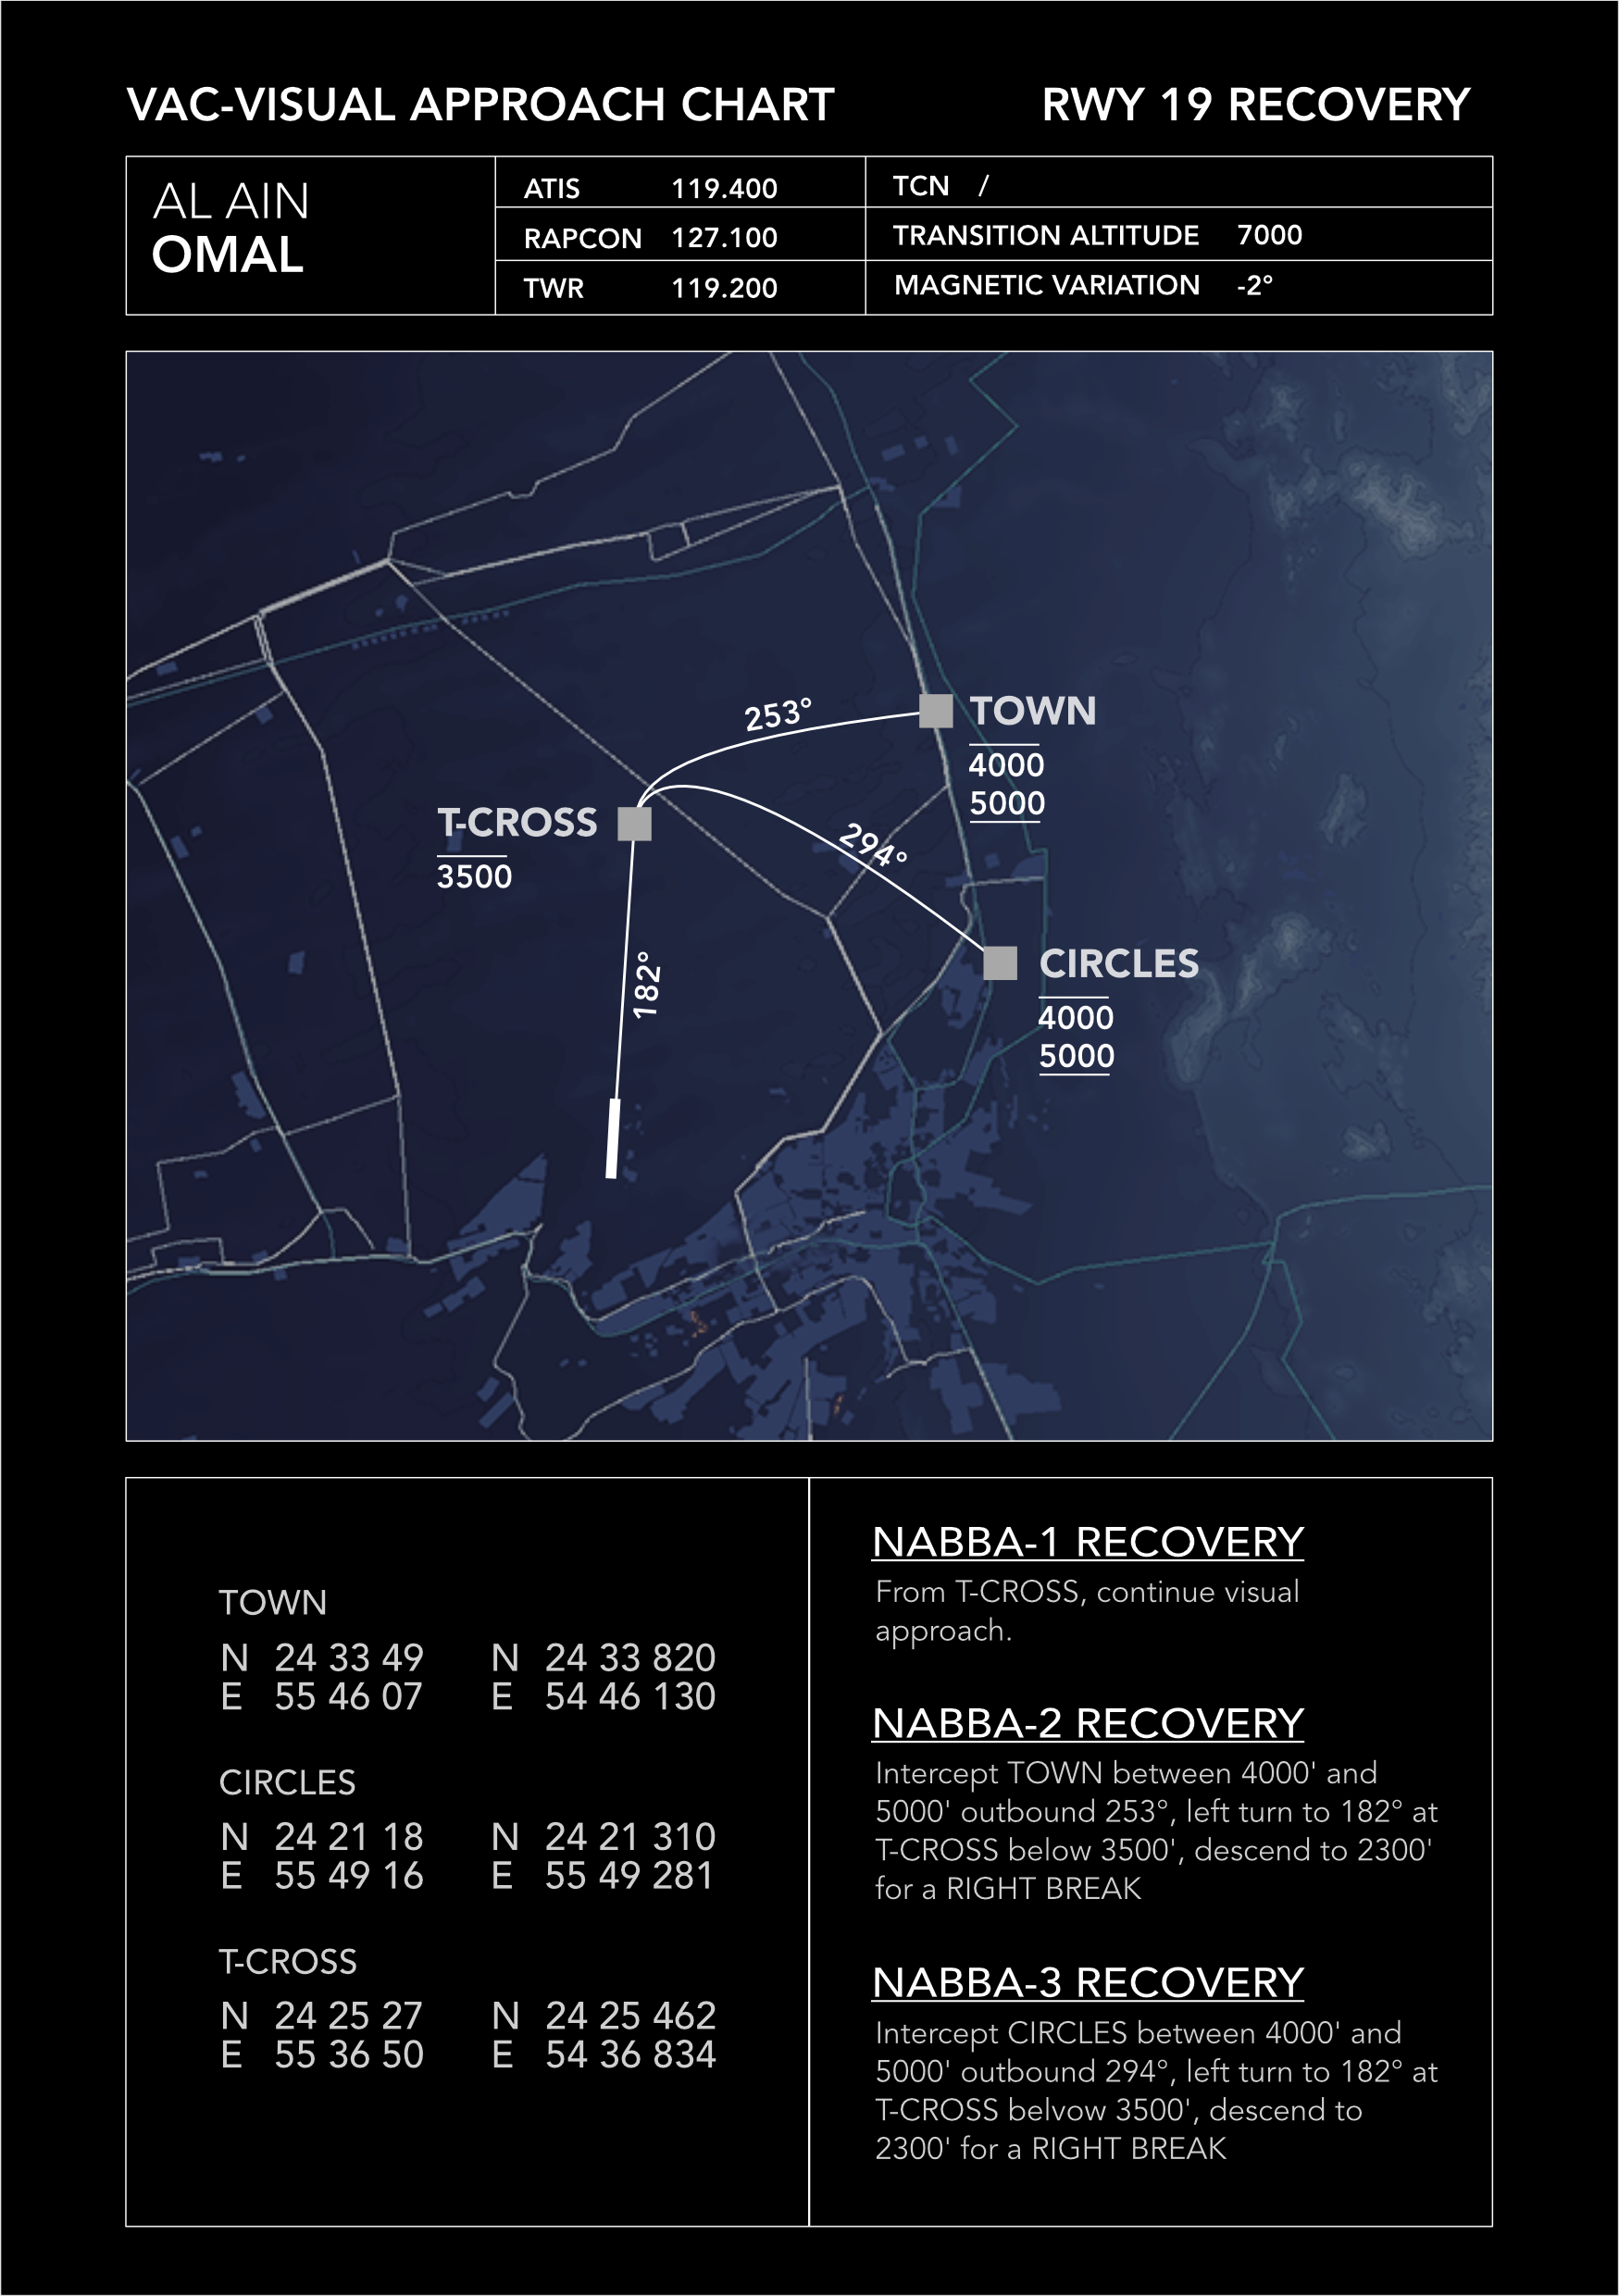 VAC-VISUAL APPROACH CHART
RWY 19 RECOVERY
AL AIN
OMAL
ATIS 119.400
RAPCON 127.100
TWR 119.200
TCN /
TRANSITION ALTITUDE 7000
MAGNETIC VARIATION -2°
253°
TOWN
4000
5000
T-CROSS
3500
294°
CIRCLES
4000
5000
182°
TOWN
N 24 33 49 N 24 33 820
E 55 46 07 E 54 46 130
CIRCLES
N 24 21 18 N 24 21 310
E 55 49 16 E 55 49 281
T-CROSS
N 24 25 27 N 24 25 462
E 55 36 50 E 54 36 834
NABBA-1 RECOVERY
From T-CROSS, continue visual
approach.
NABBA-2 RECOVERY
Intercept TOWN between 4000' and
5000' outbound 253°, left turn to 182° at
T-CROSS below 3500', descend to 2300'
for a RIGHT BREAK
NABBA-3 RECOVERY
Intercept CIRCLES between 4000' and
5000' outbound 294°, left turn to 182° at
T-CROSS belvow 3500', descend to
2300' for a RIGHT BREAK